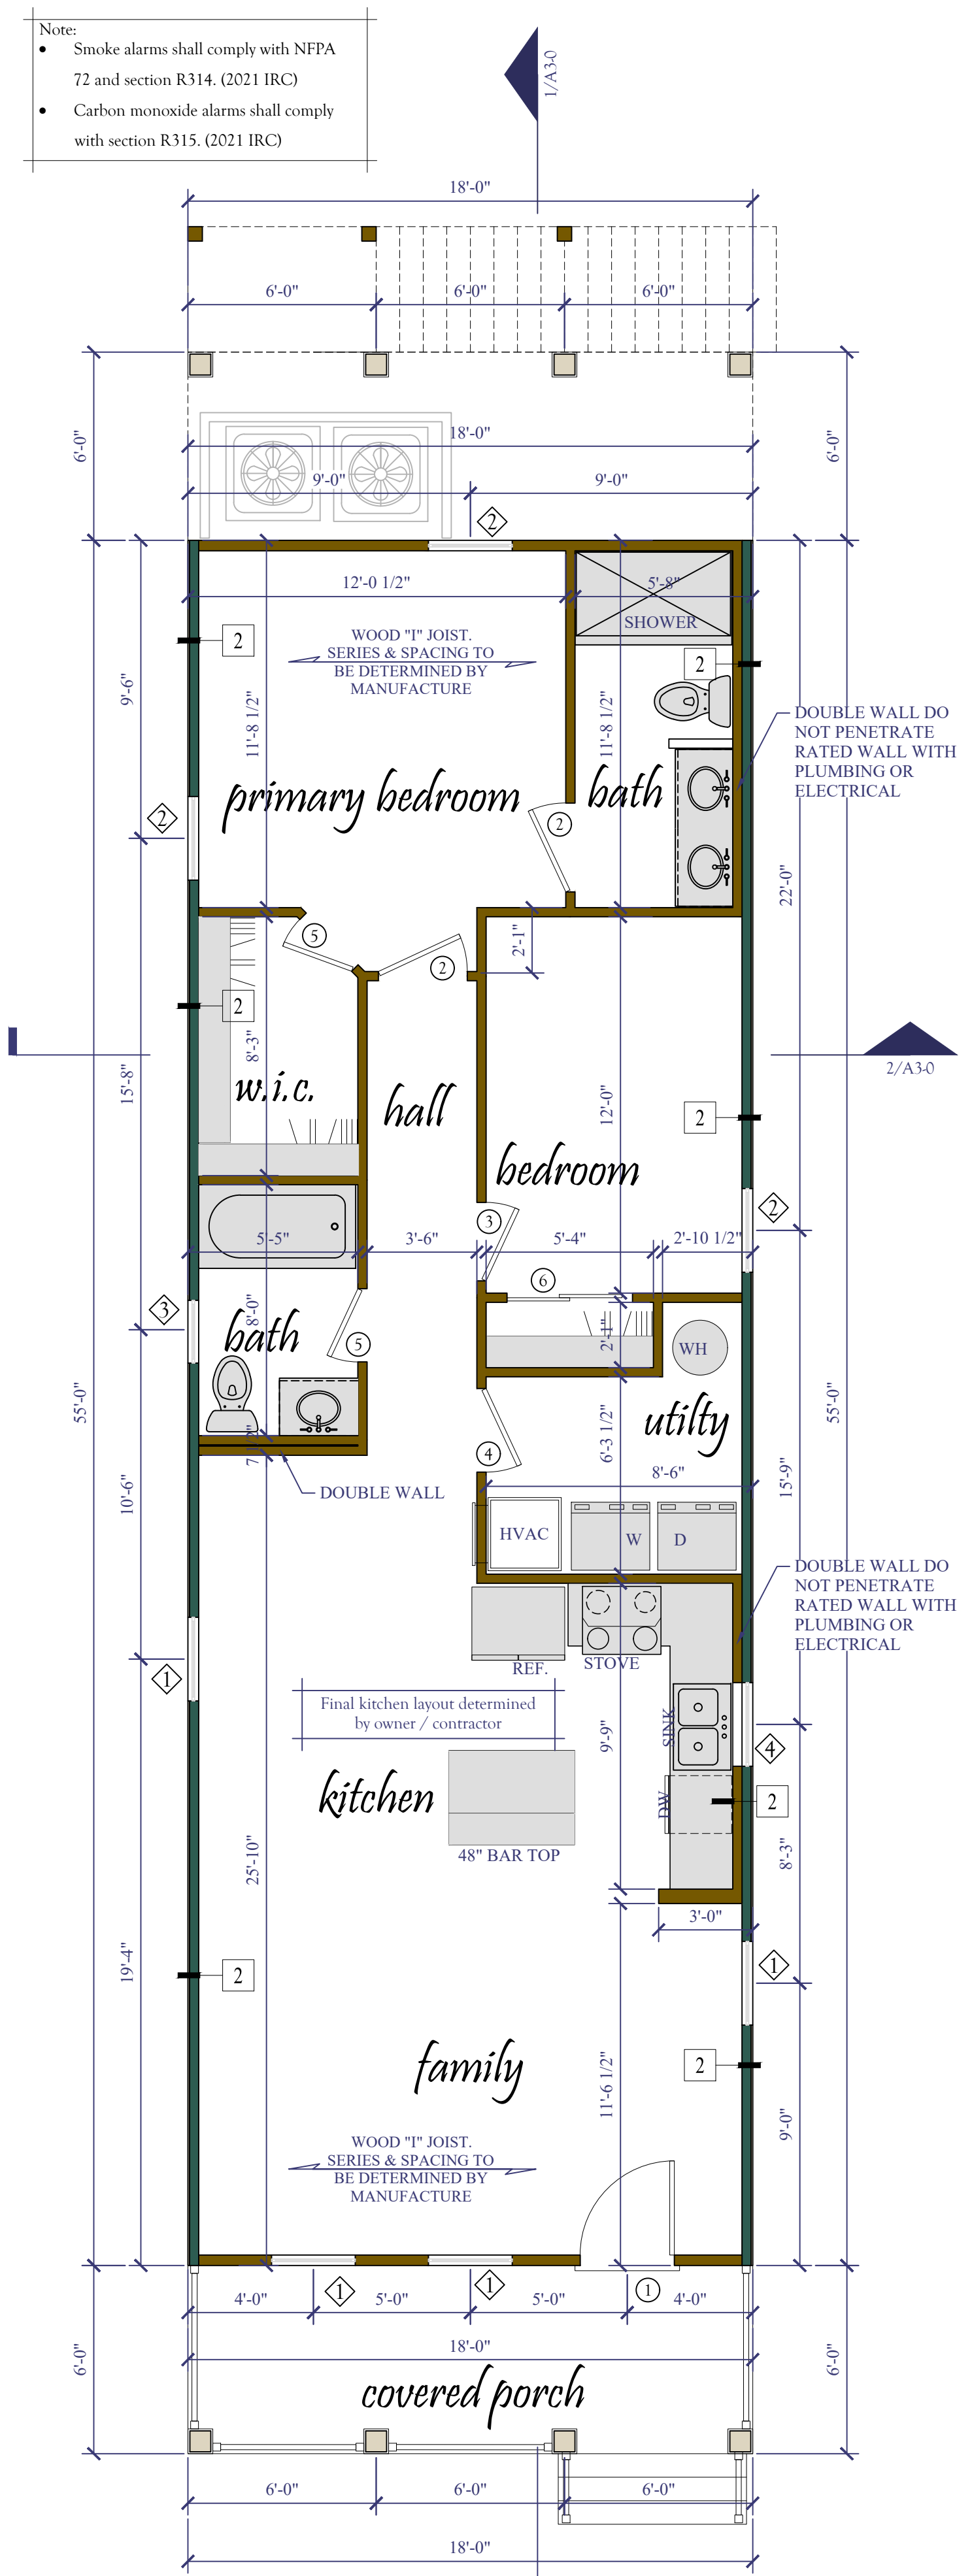 Note:
• Smoke alarms shall comply with NFPA
72 and section R314. (2021 IRC)
• Carbon monoxide alarms shall comply
with section R315. (2021 IRC)
1/A3-0
18'-0"
6'-0"
6'-0"
6'-0"
6'-0"
6'-0"
18'-0"
9'-0"
9'-0"
2
12'-0 1/2"
5'-8"
SHOWER
WOOD "I" JOIST.
SERIES & SPACING TO
BE DETERMINED BY
MANUFACTURE
2
2
9'-6"
11'-8 1/2"
11'-8 1/2"
DOUBLE WALL DO
NOT PENETRATE
RATED WALL WITH
PLUMBING OR
ELECTRICAL
primary bedroom
bath
2
2
22'-0"
5
2
2'-1"
2
8'-3"
15'-8"
w.i.c.
hall
12'-0"
2
2/A3-0
bedroom
2
3
5'-5"
3'-6"
5'-4"
2'-10 1/2"
6
3
8'-0"
bath
5
2'-1"
WH
55'-0"
55'-0"
utilty
6'-3 1/2"
4
7 1/2"
8'-6"
15'-9"
DOUBLE WALL
10'-6"
HVAC
W
D
DOUBLE WALL DO
NOT PENETRATE
RATED WALL WITH
PLUMBING OR
ELECTRICAL
REF.
STOVE
1
Final kitchen layout determined
by owner / contractor
SINK
9'-9"
4
kitchen
DW
2
48" BAR TOP
25'-10"
8'-3"
3'-0"
19'-4"
2
1
family
2
11'-6 1/2"
9'-0"
WOOD "I" JOIST.
SERIES & SPACING TO
BE DETERMINED BY
MANUFACTURE
1
1
1
4'-0"
5'-0"
5'-0"
4'-0"
18'-0"
6'-0"
6'-0"
covered porch
6'-0"
6'-0"
6'-0"
18'-0"